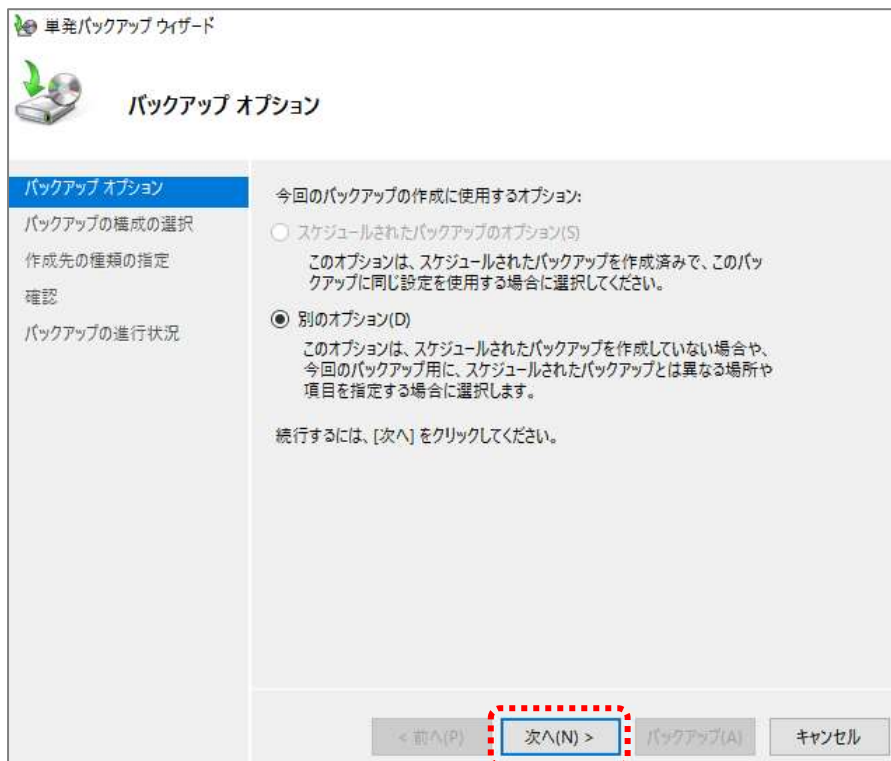 単発バックアップ ウィザード
バックアップ オプション
バックアップ オプション
バックアップの構成の選択
作成先の種類の指定
確認
バックアップの進行状況
今回のバックアップの作成に使用するオプション:
スケジュールされたバックアップのオプション(S)
このオプションは、スケジュールされたバックアップを作成済みで、このバッ
クアップに同じ設定を使用する場合に選択してください。
別のオプション(D)
このオプションは、スケジュールされたバックアップを作成していない場合や、
今回のバックアップ用に、スケジュールされたバックアップとは異なる場所や
項目を指定する場合に選択します。
続行するには、[次へ] をクリックしてください。
< 前へ(P)
次へ(N) >
バックアップ(A)
キャンセル